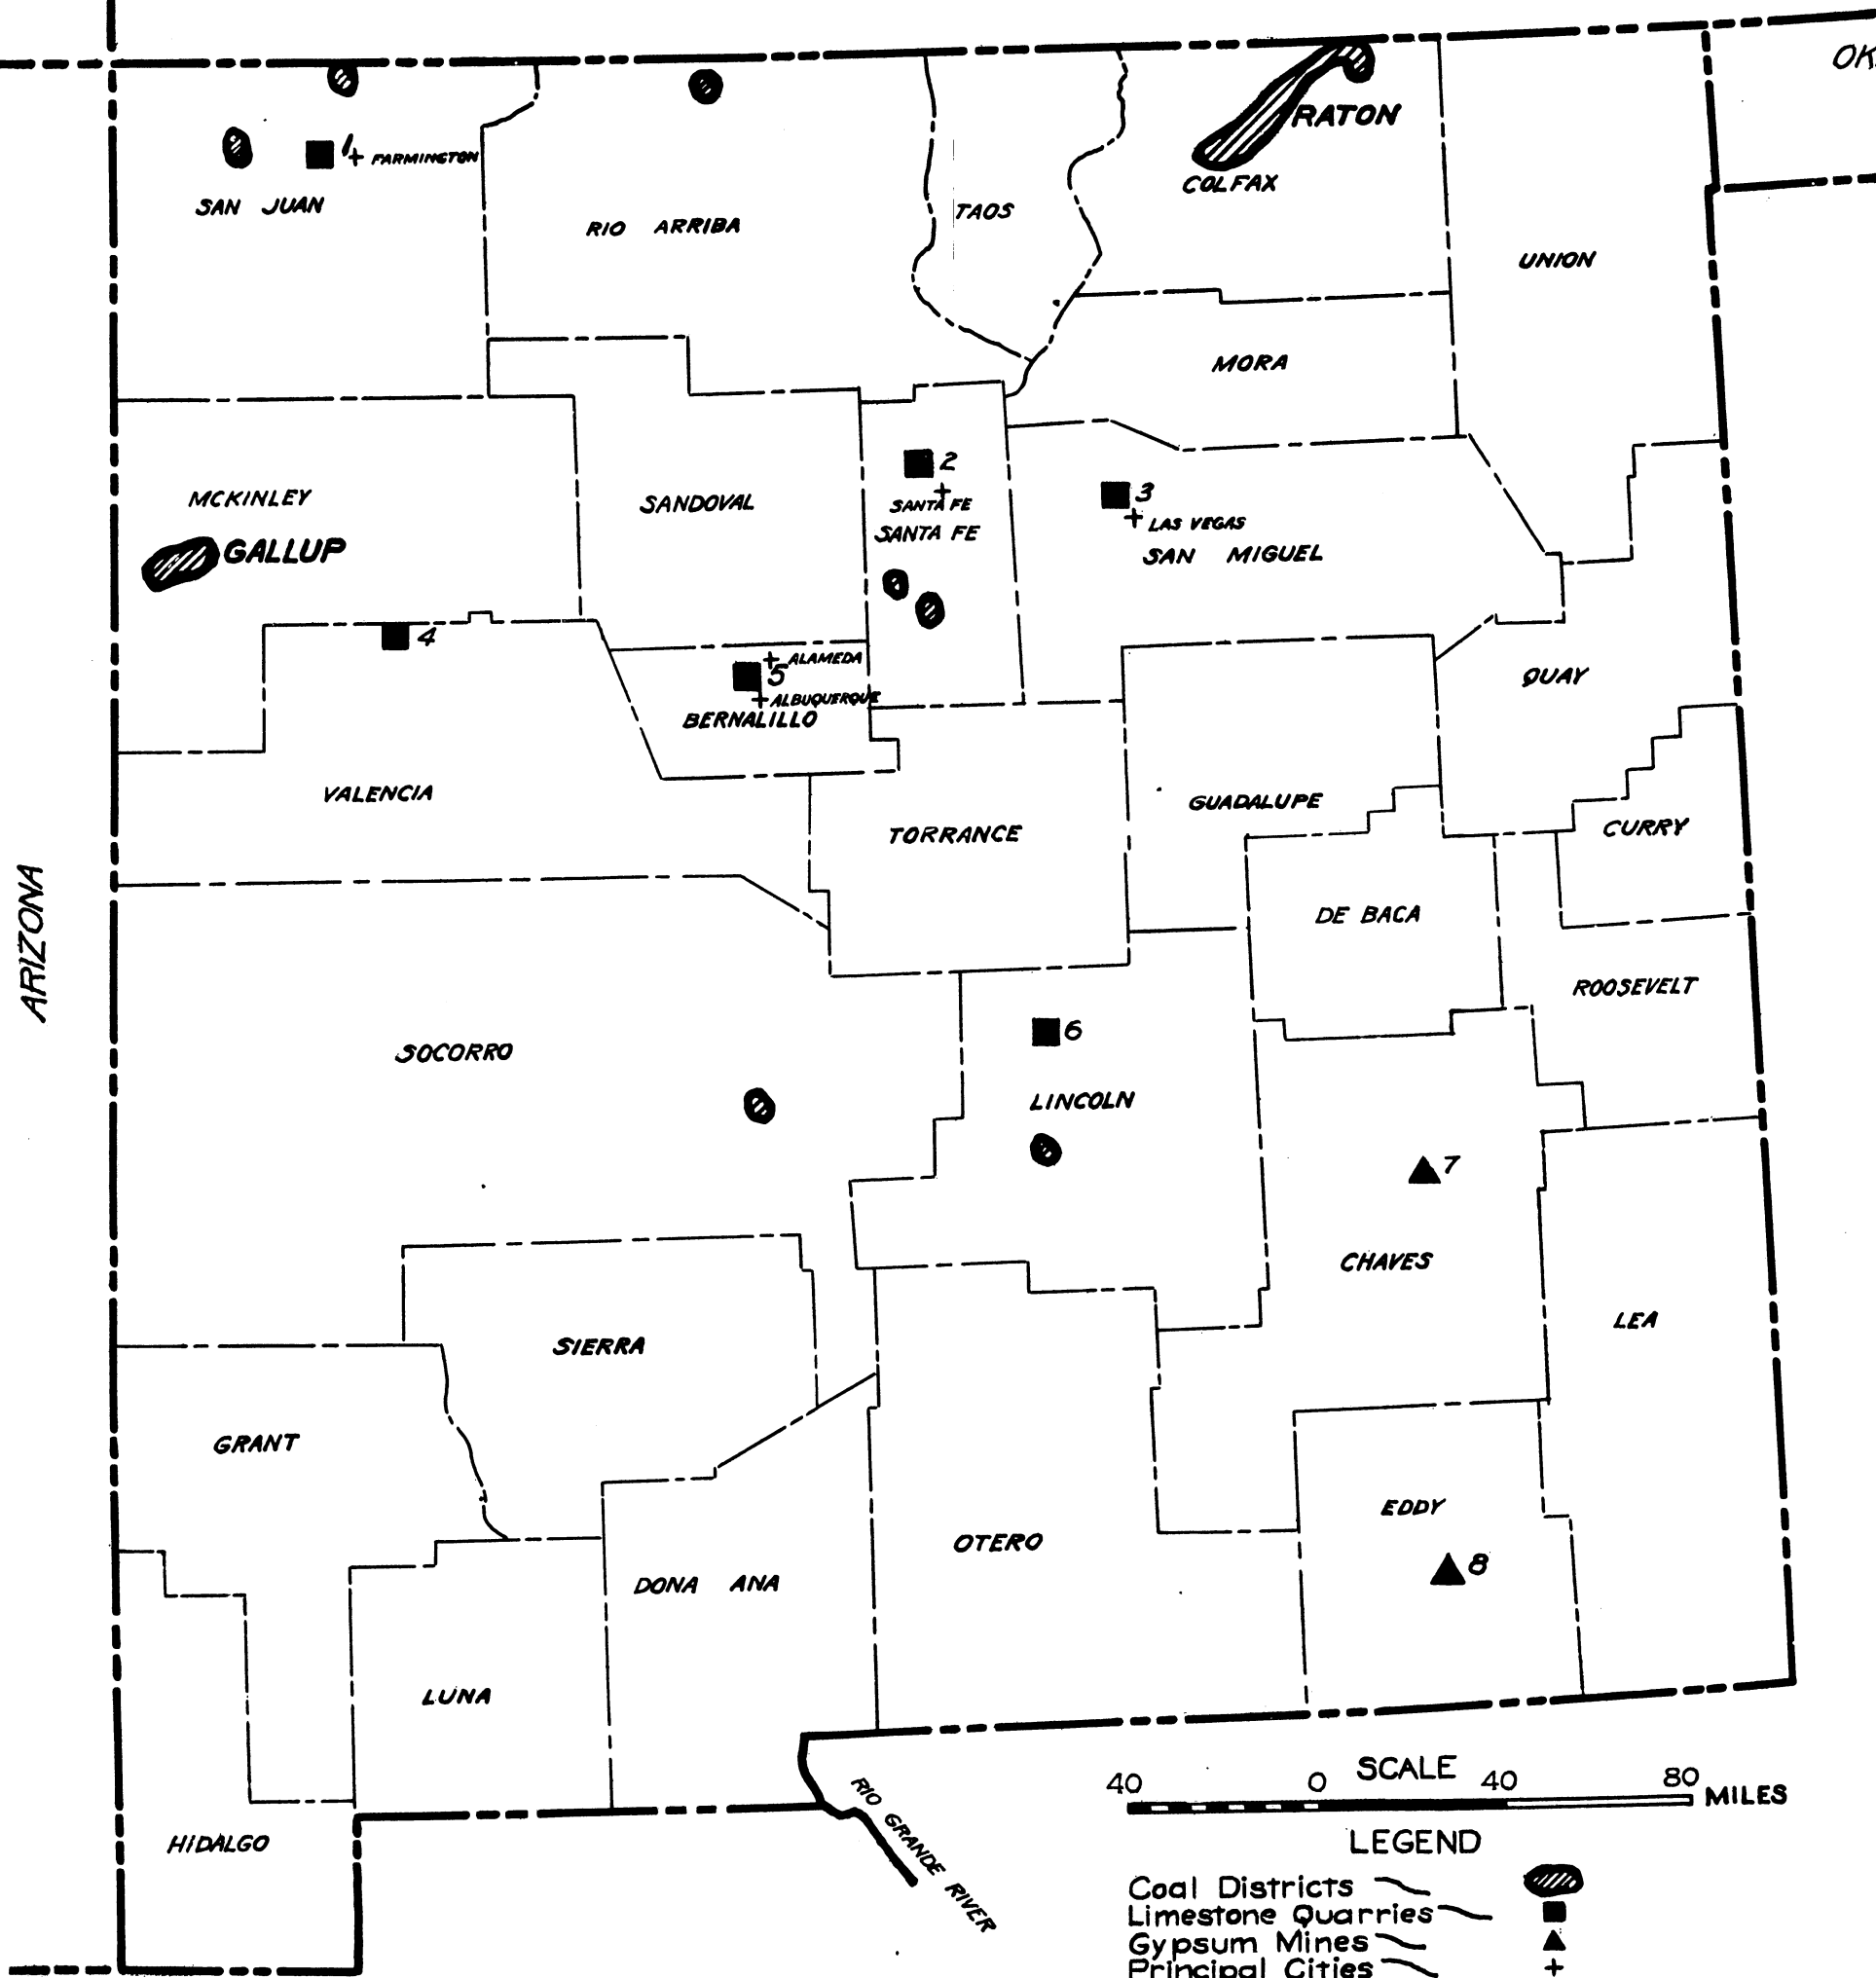 OK
RATON
1
FARMINGTON
COLFAX
SAN JUAN
TAOS
RIO ARRIBA
UNION
MORA
2
3
MCKINLEY
SANDOVAL
SANTA FE
LAS VEGAS
SANTA FE
GALLUP
SAN MIGUEL
4
ALAMEDA
5
QUAY
ALBUQUERQUE
BERNALILLO
VALENCIA
GUADALUPE
TORRANCE
CURRY
ARIZONA
DE BACA
ROOSEVELT
SOCORRO
6
LINCOLN
7
CHAVES
LEA
SIERRA
GRANT
EDDY
OTERO
8
DONA ANA
LUNA
HIDALGO
RIO GRANDE RIVER
SCALE
40 0 40 80
MILES
LEGEND
Coal Districts
Limestone Quarries
Gypsum Mines
Principal Cities